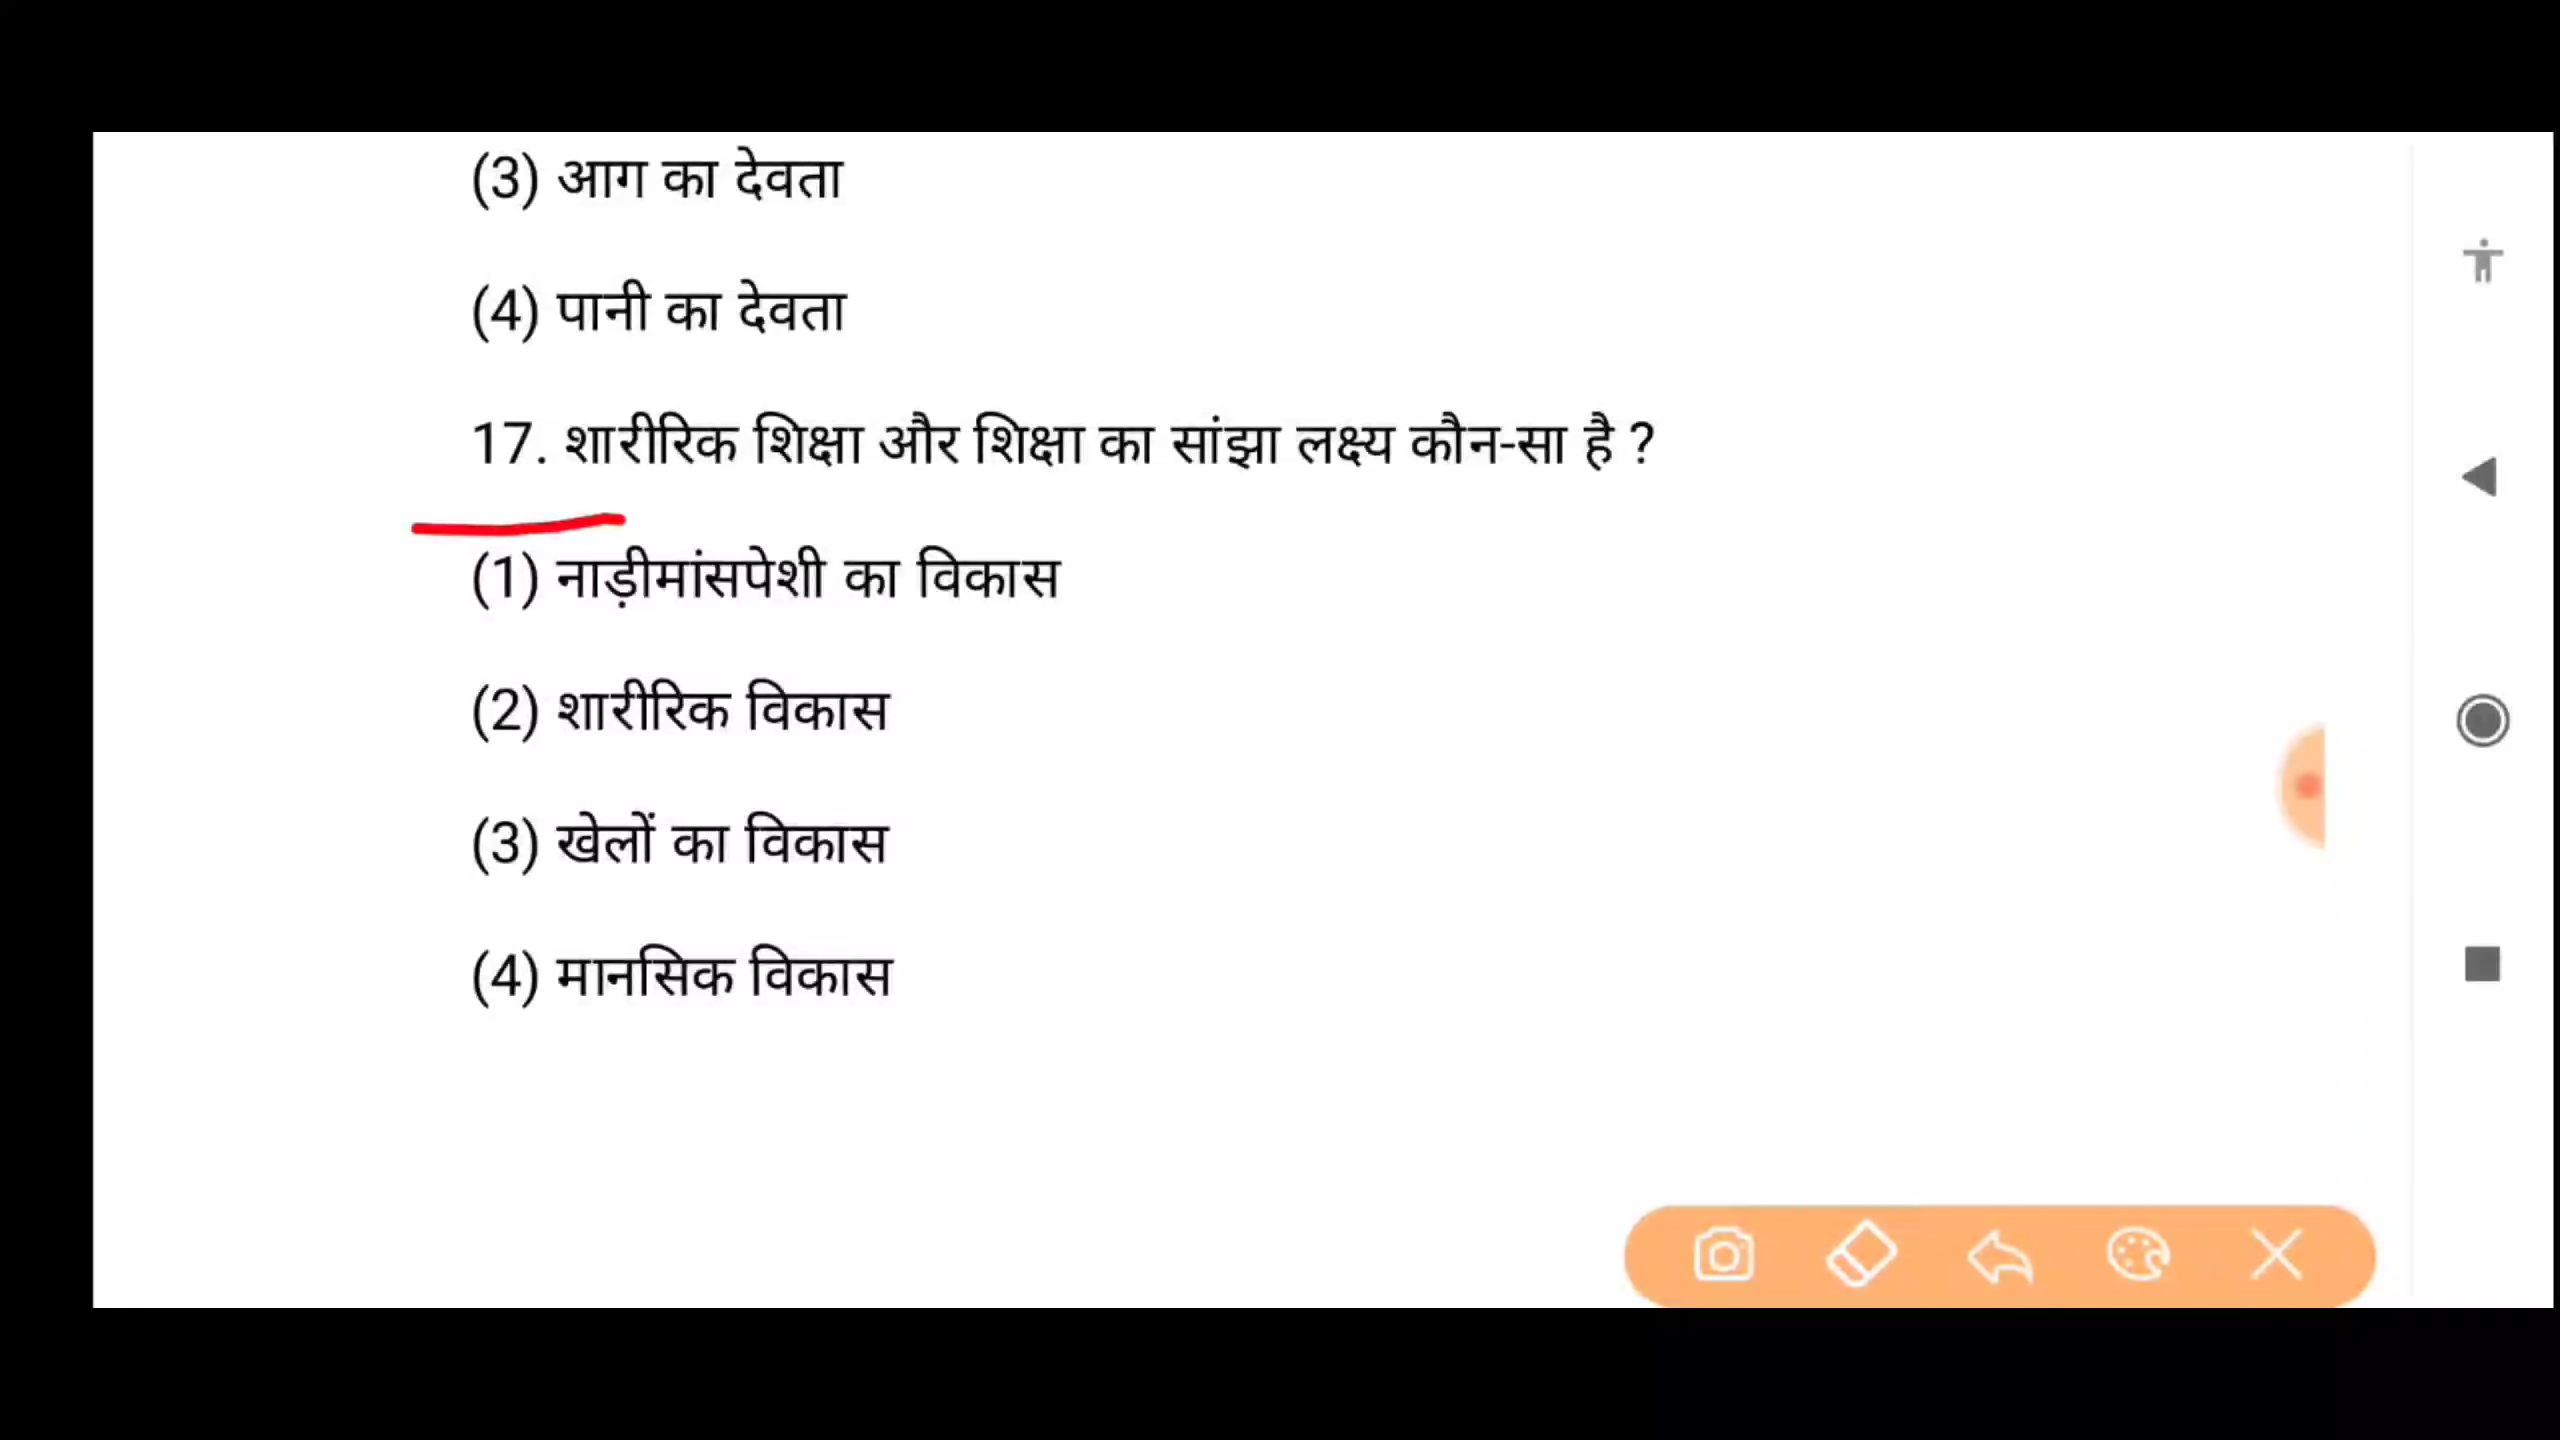 (3) आग का देवता
(4) पानी का देवता
17. शारीरिक शिक्षा और शिक्षा का सांझा लक्ष्य कौन-सा है ?
(1) नाड़ीमांसपेशी का विकास
(2) शारीरिक विकास
(3) खेलों का विकास
(4) मानसिक विकास